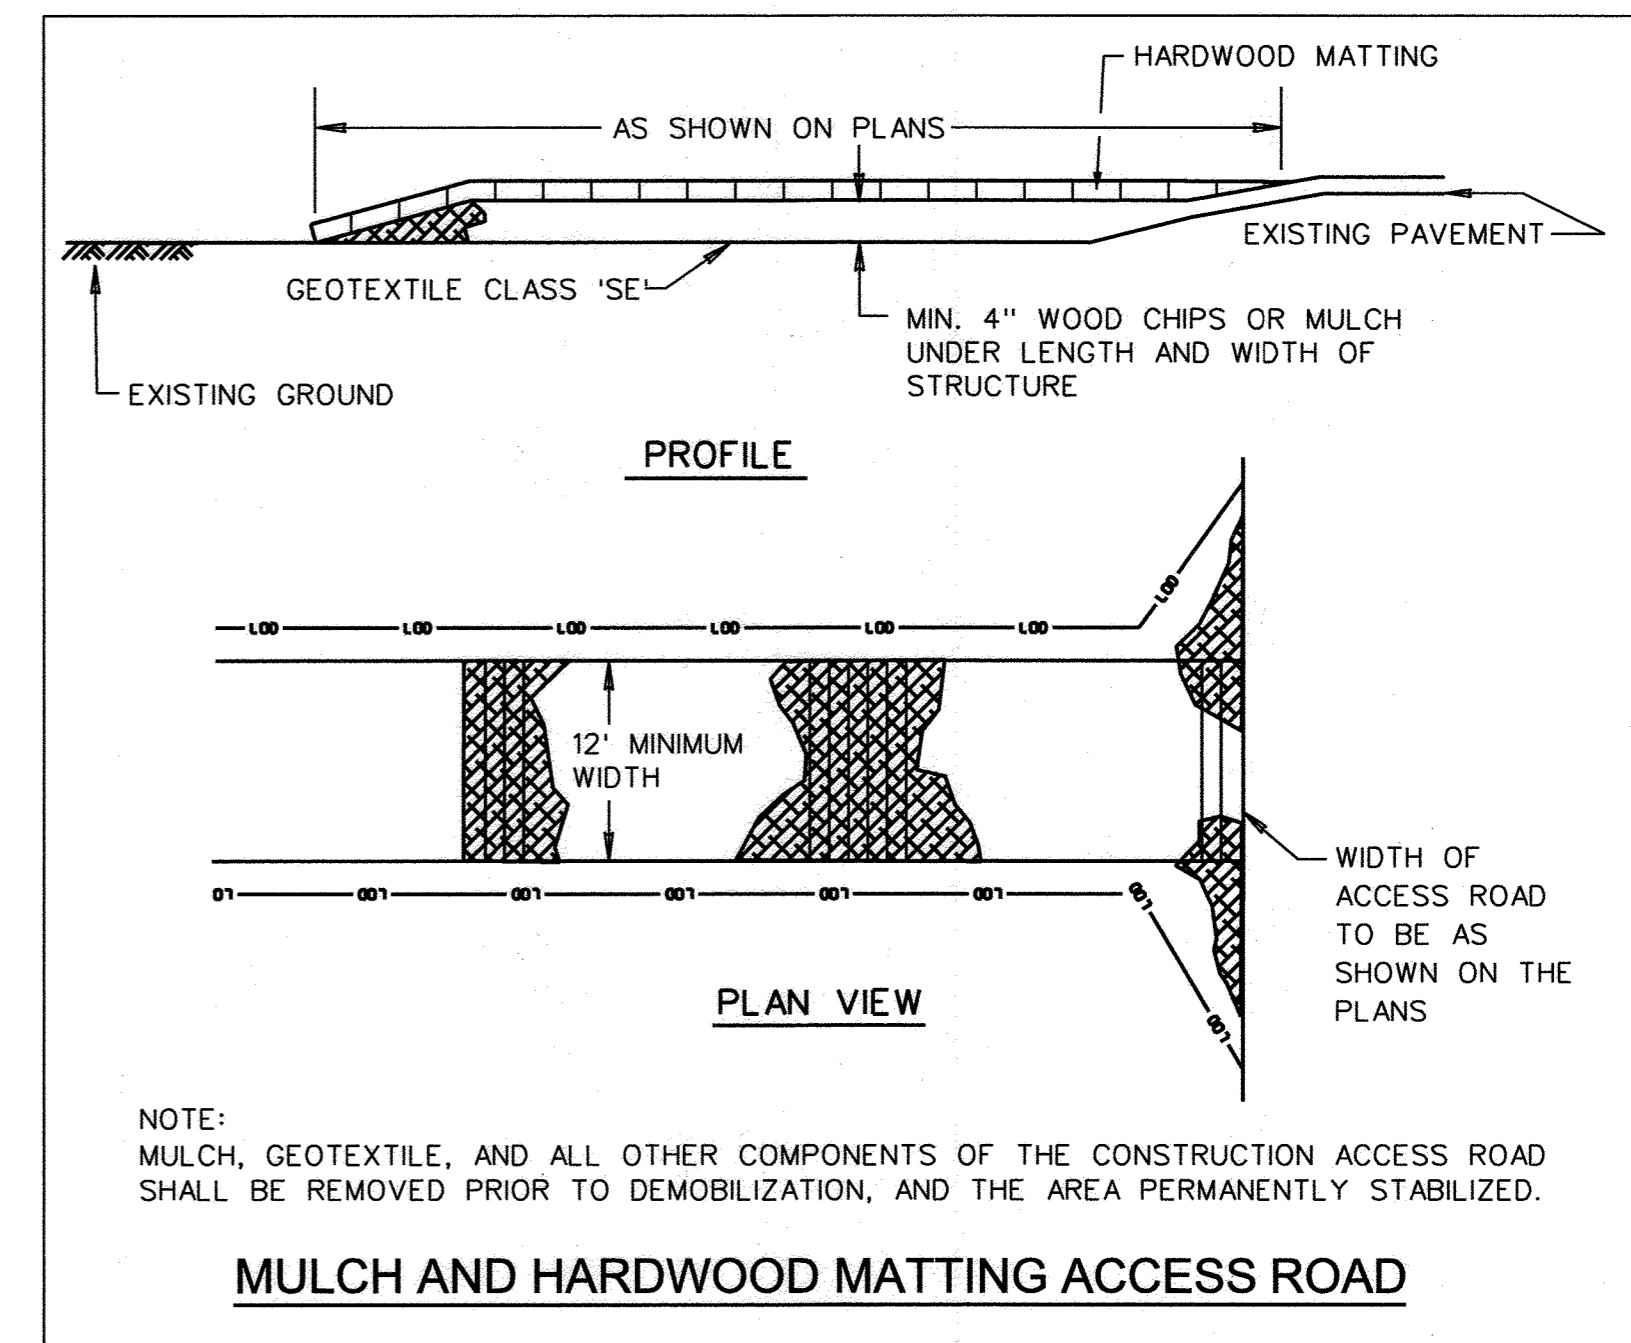 HARDWOOD MATTING
AS SHOWN ON PLANS
EXISTING PAVEMENT
GEOTEXTILE CLASS 'SE'
MIN. 4" WOOD CHIPS OR MULCH
UNDER LENGTH AND WIDTH OF
STRUCTURE
EXISTING GROUND
PROFILE
LOD
LOD LOD LOD LOD LOD LOD
12' MINIMUM
WIDTH
WIDTH OF
ACCESS ROAD
TO BE AS
SHOWN ON THE
PLANS
LO LOD LOD LOD LOD LOD LOD
LOD
PLAN VIEW
NOTE:
MULCH, GEOTEXTILE, AND ALL OTHER COMPONENTS OF THE CONSTRUCTION ACCESS ROAD
SHALL BE REMOVED PRIOR TO DEMOBILIZATION, AND THE AREA PERMANENTLY STABILIZED.
MULCH AND HARDWOOD MATTING ACCESS ROAD